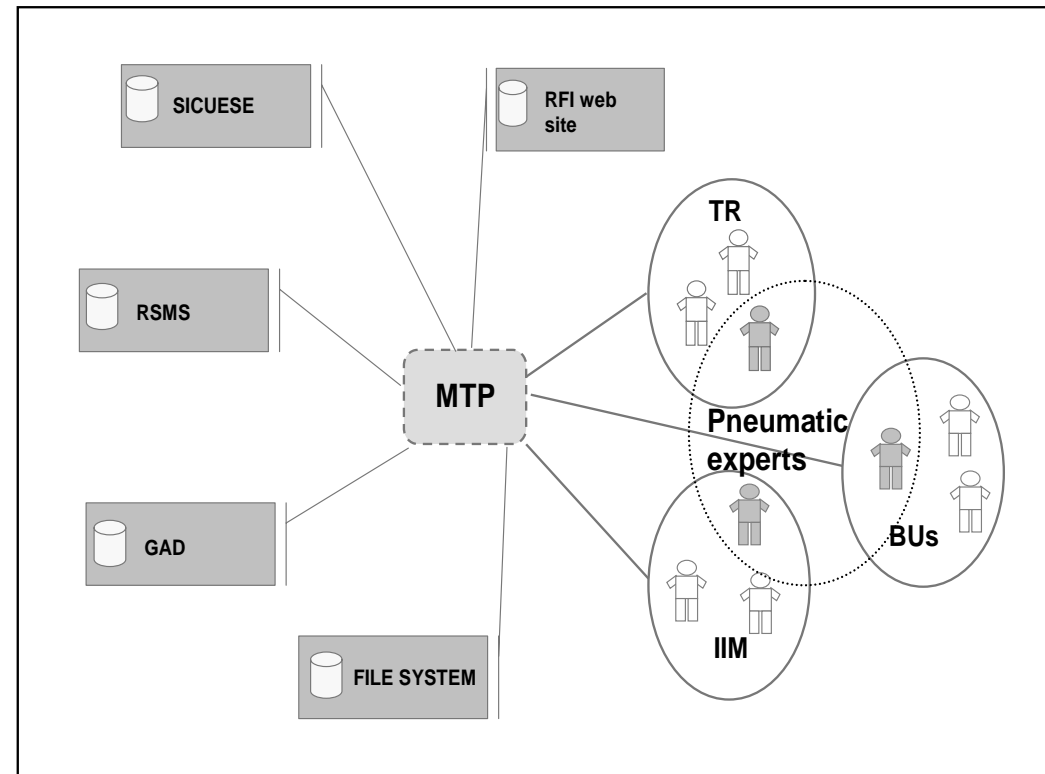 SICUESE
RFI web
site
TR
RSMS
MTP
Pneumatic
experts
GAD
BUs
IIM
FILE SYSTEM